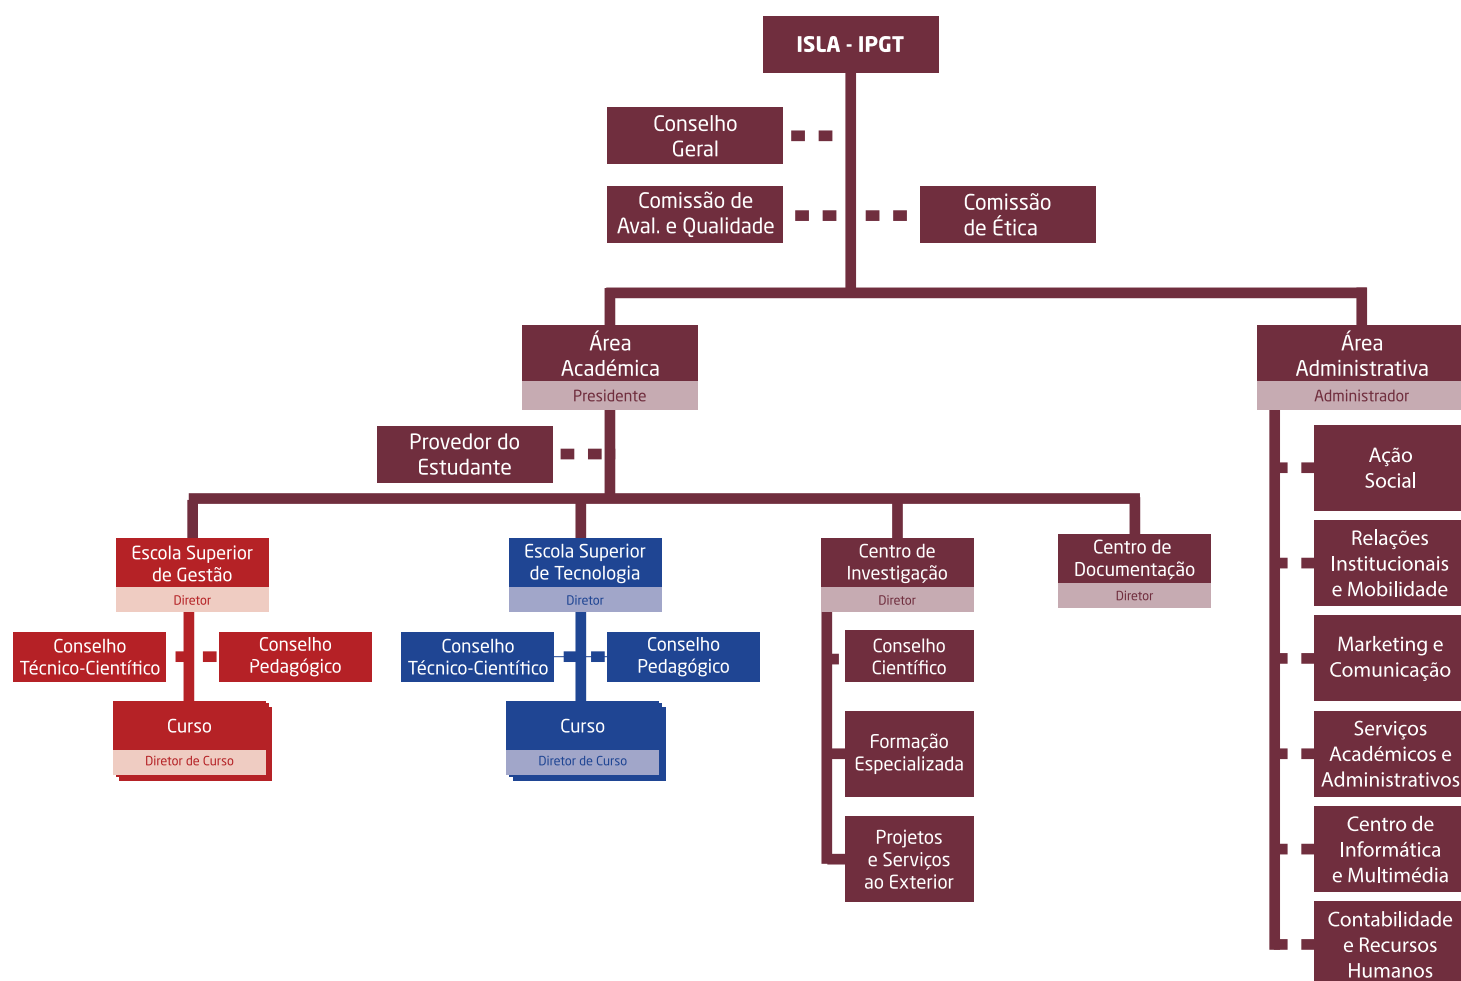 ISLA - IPGT
Conselho
Geral
Comissão de
Aval. e Qualidade
Comissão
de Ética
Área
Académica
Presidente
Área
Administrativa
Administrador
Provedor do
Estudante
Escola Superior
de Gestão
Diretor
Conselho
Técnico-Científico
Conselho
Pedagógico
Curso
Diretor de Curso
Escola Superior
de Tecnologia
Diretor
Conselho
Técnico-Científico
Conselho
Pedagógico
Curso
Diretor de Curso
Centro de
Investigação
Diretor
Conselho
Científico
Formação
Especializada
Projetos
e Serviços
ao Exterior
Centro de
Documentação
Diretor
Ação
Social
Relações
Institucionais
e Mobilidade
Marketing e
Comunicação
Serviços
Académicos e
Administrativos
Centro de
Informática
e Multimédia
Contabilidade
e Recursos
Humanos